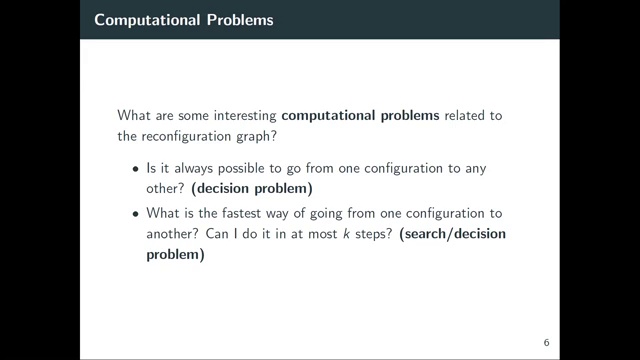 Computational Problems
What are some interesting computational problems related to
the reconfiguration graph?
• Is it always possible to go from one configuration to any
other? (decision problem)
• What is the fastest way of going from one configuration to
another? Can I do it in at most k steps? (search/decision
problem)
6